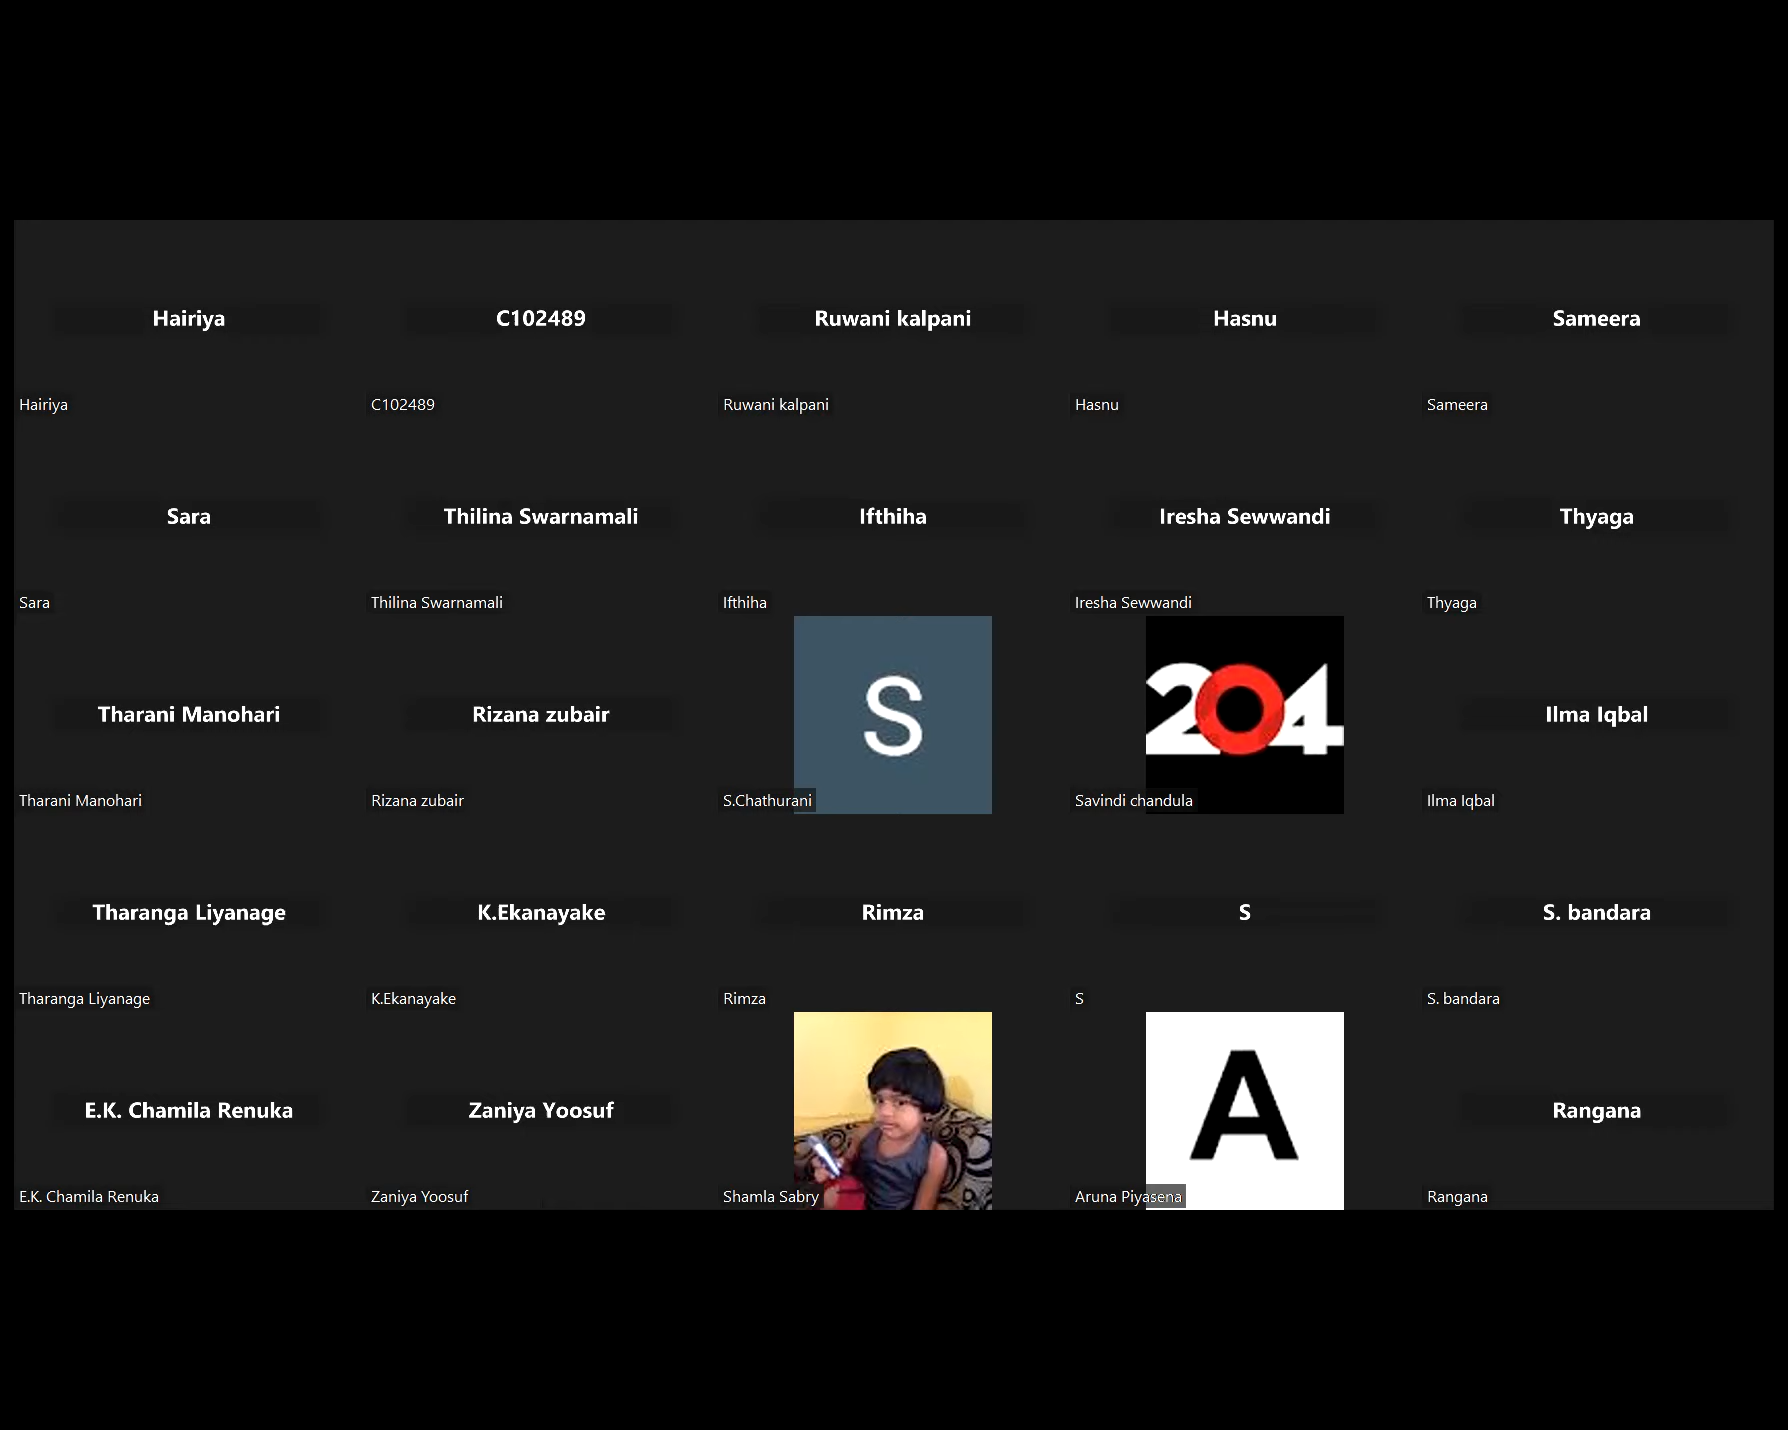 Hairiya
C102489
Ruwani kalpani
Hasnu
Sameera
Hairiya
C102489
Ruwani kalpani
Hasnu
Sameera
Sara
Thilina Swarnamali
Ifthiha
Iresha Sewwandi
Thyaga
Sara
Thilina Swarnamali
Ifthiha
Iresha Sewwandi
Thyaga
Tharani Manohari
Rizana zubair
S
204
Ilma Iqbal
Tharani Manohari
Rizana zubair
S.Chathurani
Savindi chandula
Ilma Iqbal
Tharanga Liyanage
K.Ekanayake
Rimza
S
S. bandara
Tharanga Liyanage
K.Ekanayake
Rimza
S
S. bandara
E.K. Chamila Renuka
Zaniya Yoosuf
A
Rangana
E.K. Chamila Renuka
Zaniya Yoosuf
Shamla Sabry
Aruna Piyasena
Rangana